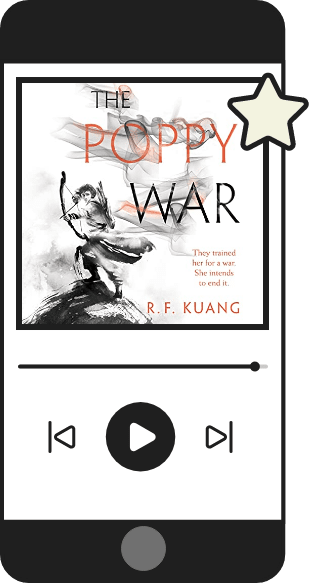 THE
POPPY
WAR
They trained
her for a war.
She intends
to end it.
R.F. KUANG